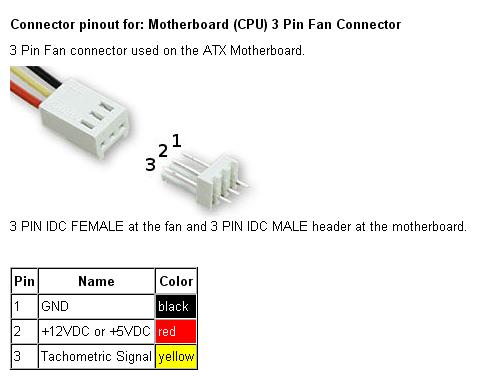 Connector pinout for: Motherboard (CPU) 3 Pin Fan Connector
3 Pin Fan connector used on the ATX Motherboard.
1
2
3
3 PIN IDC FEMALE at the fan and 3 PIN IDC MALE header at the motherboard.
Pin Name Color
1 GND black
2 +12VDC or +5VDC red
3 Tachometric Signal yellow